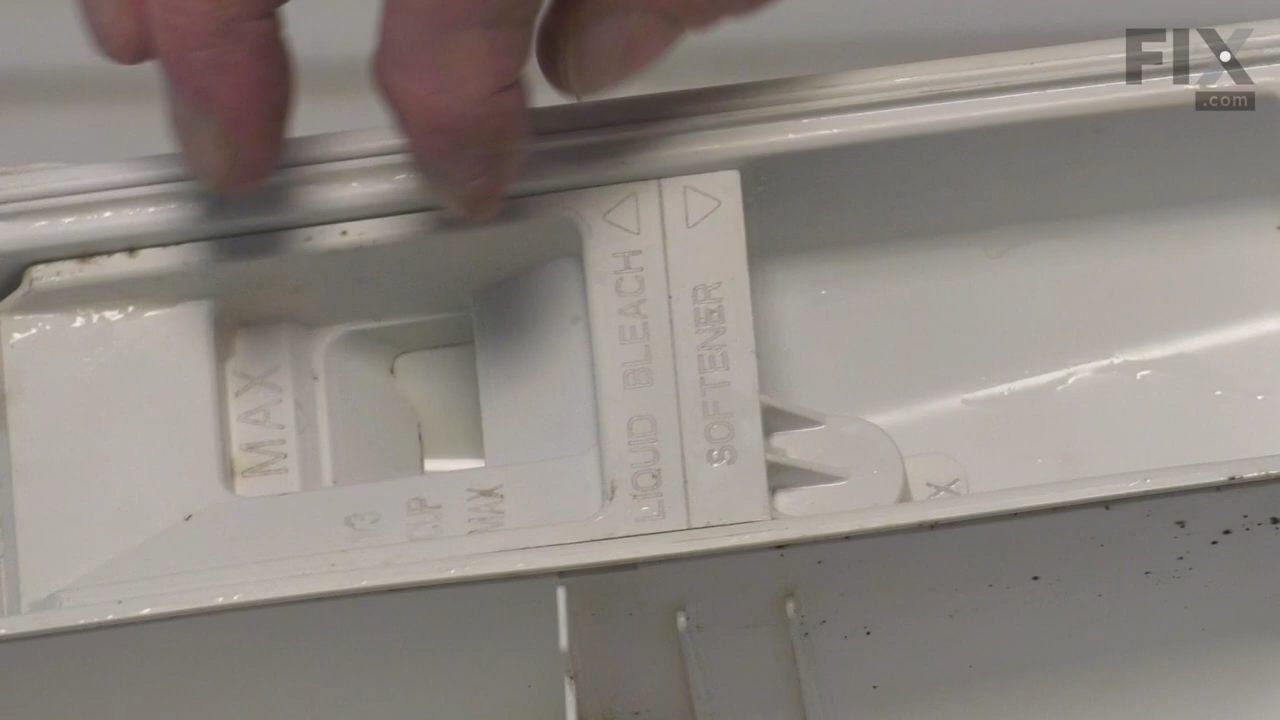 FIX
.com
LIQUID BLEACH
SOFTENER
MAX
CUP
MAX